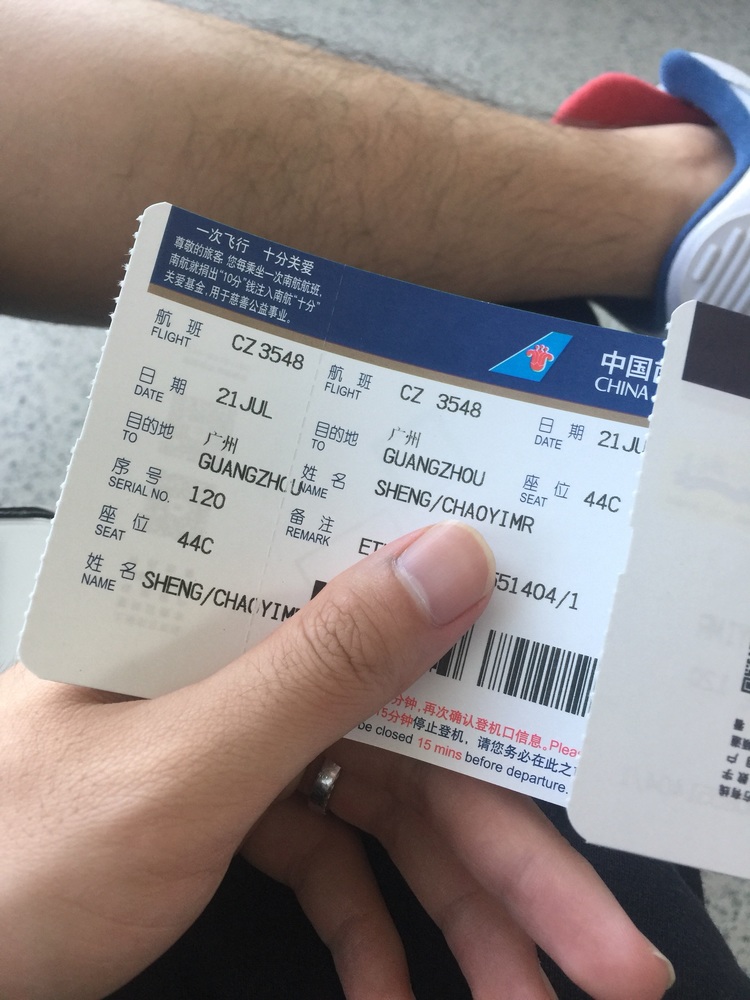 一次飞行 十分关爱
尊敬的旅客 您每乘坐一次南航航班,
南航就捐出"10分"钱注入南航"十分"
关爱基金,用于慈善公益事业。
中国
CHINA
航 班
FLIGHT
CZ 3548
日 期
DATE
21JUL
目的地
TO
广州
GUANGZHOU
序 号
SERIAL NO.
120
座 位
SEAT
44C
姓 名
NAME
SHENG/CHAOYIMR
航 班
FLIGHT
CZ 3548
日 期
DATE
21JU
目的地
TO
广州
GUANGZHOU
座 位
SEAT
44C
姓 名
NAME
SHENG/CHAOYIMR
备 注
REMARK
551404/1
分钟,再次确认登机口信息。Plea
15分钟停止登机, 请您务必在此之
be closed 15 mins before departure.